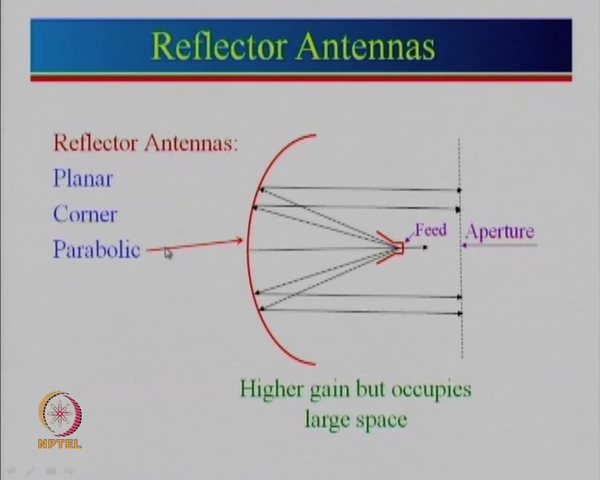 Reflector Antennas
Reflector Antennas:
Planar
Corner
Parabolic
Feed
Aperture
Higher gain but occupies
large space
NPTEL